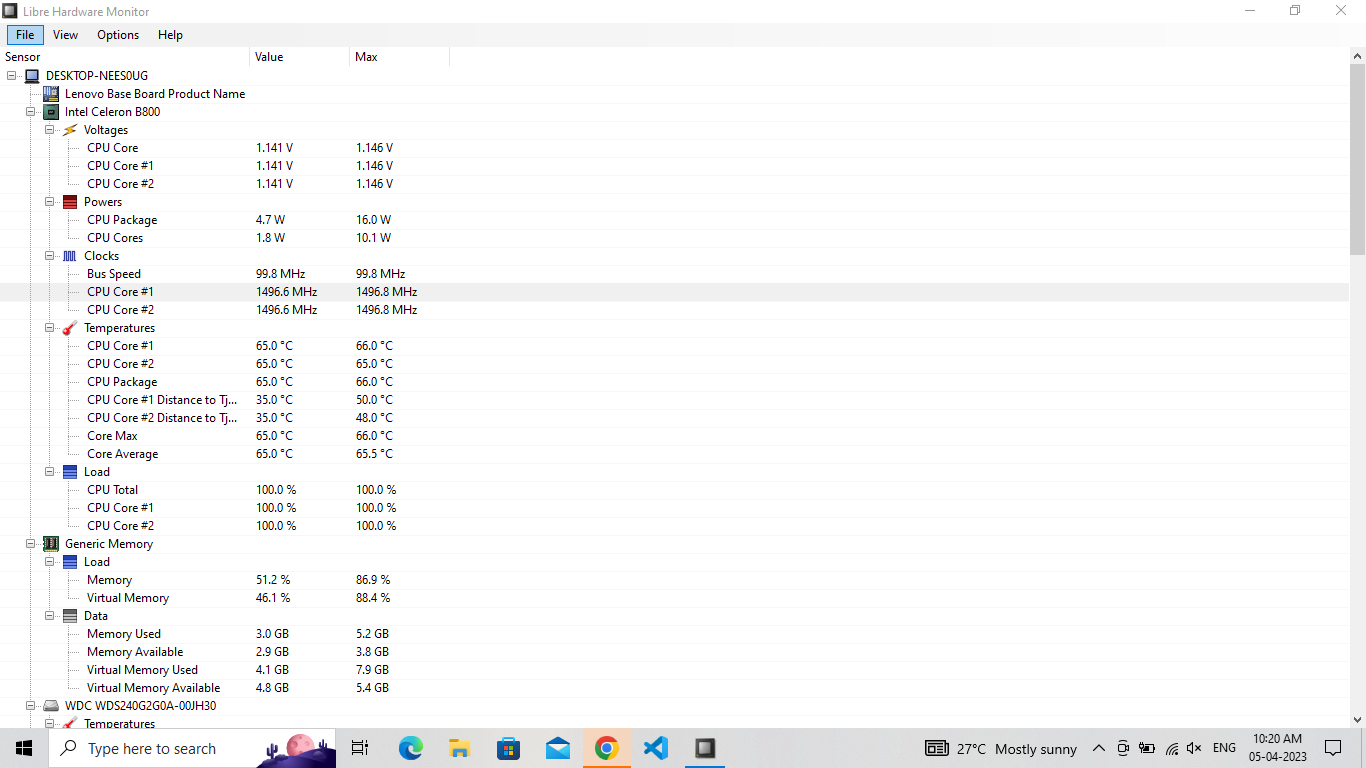 Libre Hardware Monitor
File View Options Help
Sensor Value Max
DESKTOP-NEES0UG
Lenovo Base Board Product Name
Intel Celeron B800
Voltages
CPU Core 1.141 V 1.146 V
CPU Core #1 1.141 V 1.146 V
CPU Core #2 1.141 V 1.146 V
Powers
CPU Package 4.7 W 16.0 W
CPU Cores 1.8 W 10.1 W
Clocks
Bus Speed 99.8 MHz 99.8 MHz
CPU Core #1 1496.6 MHz 1496.8 MHz
CPU Core #2 1496.6 MHz 1496.8 MHz
Temperatures
CPU Core #1 65.0 °C 66.0 °C
CPU Core #2 65.0 °C 65.0 °C
CPU Package 65.0 °C 66.0 °C
CPU Core #1 Distance to Tj... 35.0 °C 50.0 °C
CPU Core #2 Distance to Tj... 35.0 °C 48.0 °C
Core Max 65.0 °C 66.0 °C
Core Average 65.0 °C 65.5 °C
Load
CPU Total 100.0 % 100.0 %
CPU Core #1 100.0 % 100.0 %
CPU Core #2 100.0 % 100.0 %
Generic Memory
Load
Memory 51.2 % 86.9 %
Virtual Memory 46.1 % 88.4 %
Data
Memory Used 3.0 GB 5.2 GB
Memory Available 2.9 GB 3.8 GB
Virtual Memory Used 4.1 GB 7.9 GB
Virtual Memory Available 4.8 GB 5.4 GB
WDC WDS240G2G0A-00JH30
Temperatures
Type here to search 27°C Mostly sunny ENG 10:20 AM
05-04-2023